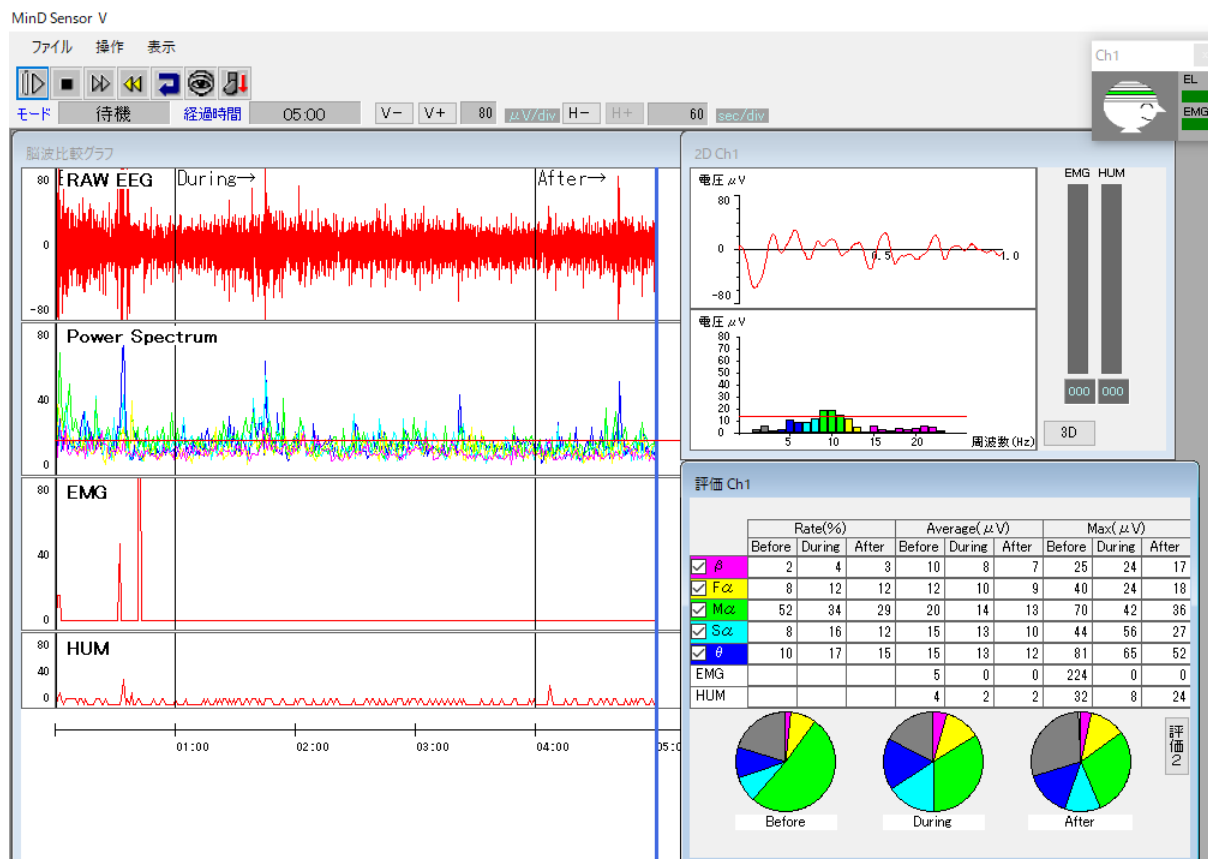 MinD Sensor V
ファイル 操作 表示
モード 待機 経過時間 05:00 V- V+ 80 μV/div H- H+ 60 sec/div
Ch1
EL
EMG
脳波比較グラフ
80 RAW EEG During→ After→
0
-80
80 Power Spectrum
40
0
80 EMG
40
0
80 HUM
40
0
01:00 02:00 03:00 04:00 05:0
2D Ch1
電圧μV
80
0
-80
0.5 1.0
電圧μV
80
70
60
50
40
30
20
10
0
5 10 15 20 周波数(Hz)
EMG HUM
000 000
3D
評価 Ch1
Rate(%) Average(μV) Max(μV)
Before During After Before During After Before During After
β 2 4 3 10 8 7 25 24 17
Fα 8 12 12 12 10 9 40 24 18
Mα 52 34 29 20 14 13 70 42 36
Sα 8 16 12 15 13 10 44 56 27
θ 10 17 15 15 13 12 81 65 52
EMG 5 0 0 224 0 0
HUM 4 2 2 32 8 24
Before During After
評価2